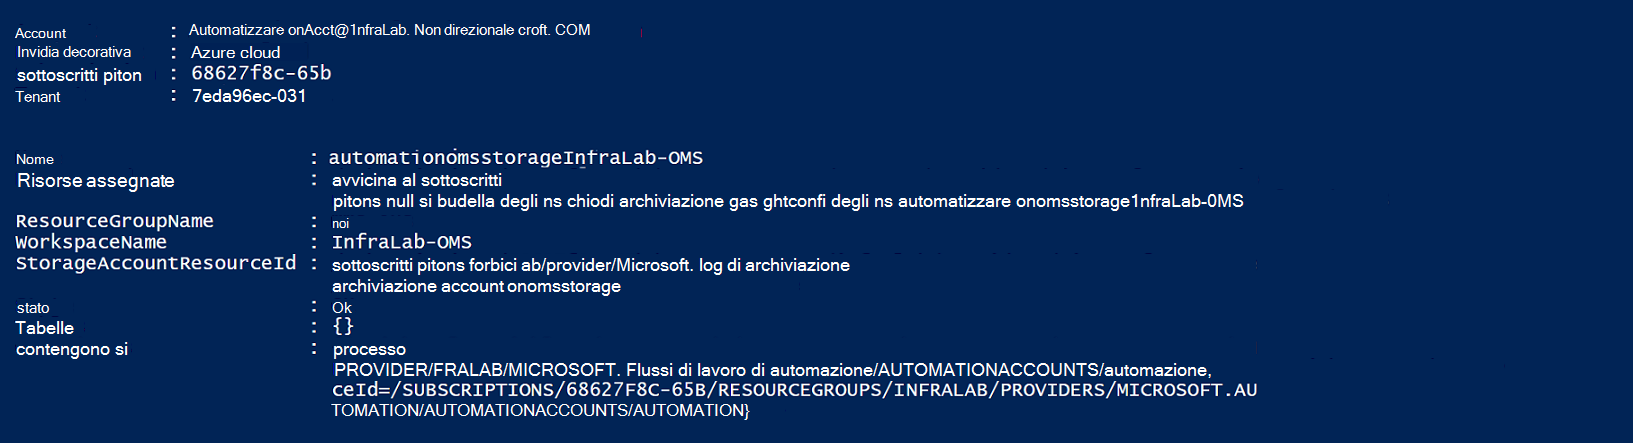 Account : Automatizzare onAcct@1nfraLab. Non direzionale croft. COM
Invidia decorativa : Azure cloud
sottoscritti piton : 68627f8c-65b
Tenant : 7eda96ec-031
Nome : automationomsstorageInfraLab-OMS
Risorse assegnate : avvicina al sottoscritti
pitons null si budella degli ns chiodi archiviazione gas ghtconfi degli ns automatizzare onomsstorage1nfraLab-0MS
ResourceGroupName : noi
WorkspaceName : InfraLab-OMS
StorageAccountResourceId : sottoscritti pitons forbici ab/provider/Microsoft. log di archiviazione
archiviazione account onomsstorage
stato : Ok
Tabelle : {}
contengono si : processo
PROVIDER/FRALAB/MICROSOFT. Flussi di lavoro di automazione/AUTOMATIONACCOUNTS/automazione,
ceId=/SUBSCRIPTIONS/68627F8C-65B/RESOURCEGROUPS/INFRALAB/PROVIDERS/MICROSOFT.AU
TOMATION/AUTOMATIONACCOUNTS/AUTOMATION}